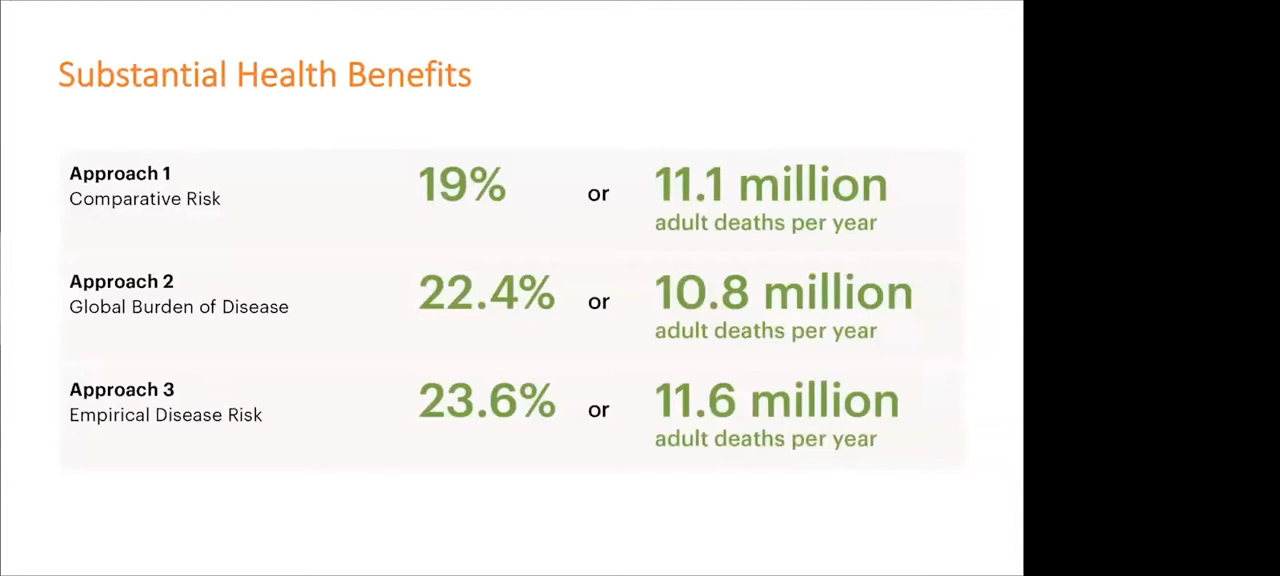 Substantial Health Benefits
Approach 1
Comparative Risk
19%
or
11.1 million
adult deaths per year
Approach 2
Global Burden of Disease
22.4%
or
10.8 million
adult deaths per year
Approach 3
Empirical Disease Risk
23.6%
or
11.6 million
adult deaths per year